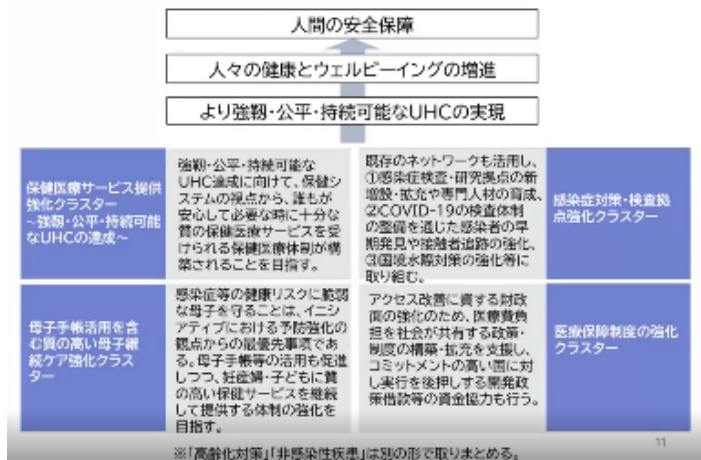 人間の安全保障
人々の健康とウェルビーイングの増進
より強靭・公平・持続可能なUHCの実現
保健医療サービス提供
強化クラスター
~強靭・公平・持続可能
なUHCの達成~
強靭・公平・持続可能な
UHC達成に向けて、保健シ
ステムの視点から、誰もが
安心して必要な時に十分な
質の保健医療サービスを受
けられる保健医療体制が構
築されることを目指す。
既存のネットワークも活用し、
①感染症検査・研究拠点の新
増設・拡充や専門人材の育成、
②COVID-19の検査体制
の整備を通じた感染者の早
期発見や接触者追跡の強化、
③国境水際対策の強化等に
取り組む。
感染症対策・検査拠
点強化クラスター
母子手帳活用を含
む質の高い母子継
続ケア強化クラス
ター
感染症等の健康リスクに脆弱
な母子を守ることは、イニシ
アティブにおける予防強化の
観点からの最優先事項であ
る。母子手帳等の活用も促進
しつつ、妊産婦・子どもに質
の高い保健サービスを継続
して提供する体制の強化を
目指す。
アクセス改善に資する財政
面の強化のため、医療費負
担を社会が共有する政策・
制度の構築・拡充を支援し、
コミットメントの高い国に対
し実行を後押しする開発政
策借款等の資金協力も行う。
医療保障制度の強化
クラスター
11
※「高齢化対策」「非感染性疾患」は別の形で取りまとめる。